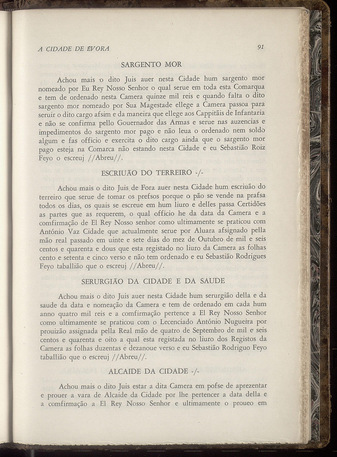 A CIDADE DE EVORA
91
SARGENTO MOR
Achou mais o dito Juis auer nesta Cidade hum sargento mor
nomeado por Eu Rey Nosso Senhor o qual serue em toda esta Comarqua
e tem de ordenado nesta Camera quinze mil reis e quando falta o dito
sargento mor nomeado por Sua Magestade ellege a Camera passoa para
seruir o dito cargo afsim e da maneira que ellege aos Cappitãis de Infantaria
e não se confirma pello Gouernador das Armas e serue nas auzencias e
impedimentos do sargento mor pago e não leua o ordenado nem soldo
algum e fas officio e exercita o dito cargo ainda que o sargento mor
pago esteja na Comarca não estando nesta Cidade e eu Sebastião Roiz
Feyo o escreuj //Abreu//.
ESCRIUÃO DO TERREIRO -/-
Achou mais o dito Juis de Fora auer nesta Cidade hum escriuão do
terreiro que serue de tomar os prefsos porque o pão se vende na prafsa
todos os dias, os quais se escreue em hum liuro e delles passa Certidões
as partes que as requerem, o qual officio he da data da Camera e a
comfirmação de El Rey Nosso Senhor como ultimamente se praticou com
António Vaz Cidade que actualmente serue por Aluara afsignado pella
mão real passado em uinte e sete dias do mez de Outubro de mil e seis
centos e quarenta e dous que esta registado no liuro da Camera as folhas
cento e setenta e cinco verso e não tem ordenado e eu Sebastião Rodrigues
Feyo taballião que o escreuj //Abreu//.
SERURGIÃO DA CIDADE E DA SAUDE
Achou mais o dito Juis auer nesta Cidade hum serurgião della e da
saude da data e nomeação da Camera e tem de ordenado em cada hum
anno quatro mil reis e a comfirmação pertence a El Rey Nosso Senhor
como ultimamente se praticou com o Lecenciado António Nogueira por
prouizão assignada pella Real mão de quatro de Septembro de mil e seis
centos e quarenta e oito a qual esta registada no liuro dos Registos da
Camera as folhas duzentas e dezanoue verso e eu Sebastião Rodriguo Feyo
taballião que o escreuj //Abreu//.
ALCAIDE DA CIDADE -/-
Achou mais o dito Juis estar a dita Camera em pofse de aprezentar
e prouer a vara de Alcaide da Cidade por lhe pertencer a data della e
a comfirmação a El Rey Nosso Senhor e ultimamente o proueo em